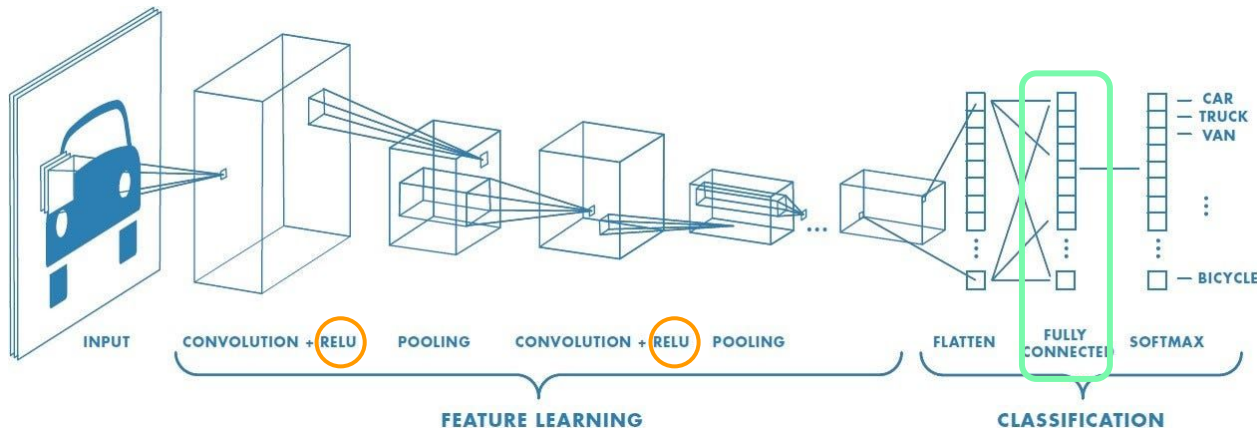 CAR
TRUCK
VAN
BICYCLE
INPUT
CONVOLUTION + RELU
POOLING
CONVOLUTION + RELU
POOLING
FLATTEN
FULLY
CONNECTED
SOFTMAX
FEATURE LEARNING
CLASSIFICATION